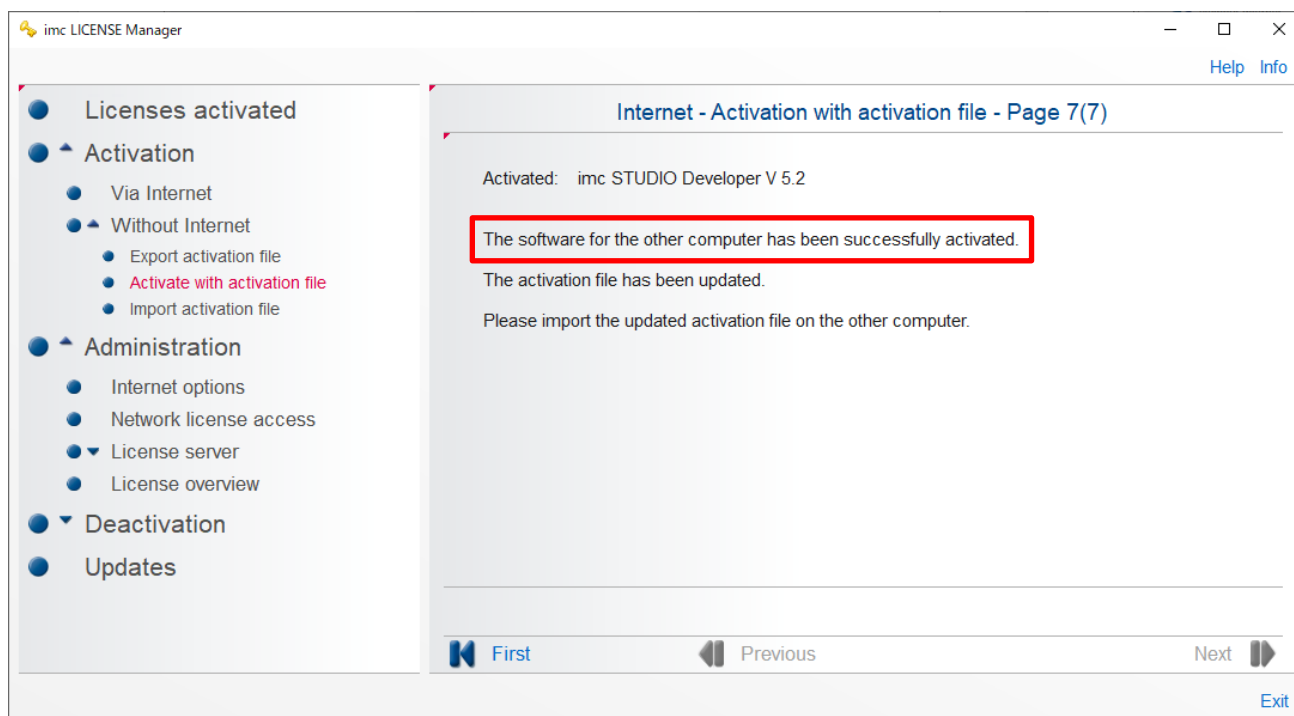 imc LICENSE Manager
Help Info
Licenses activated
Activation
Via Internet
Without Internet
Export activation file
Activate with activation file
Import activation file
Administration
Internet options
Network license access
License server
License overview
Deactivation
Updates
Internet - Activation with activation file - Page 7(7)
Activated: imc STUDIO Developer V 5.2
The software for the other computer has been successfully activated.
The activation file has been updated.
Please import the updated activation file on the other computer.
First Previous Next
Exit